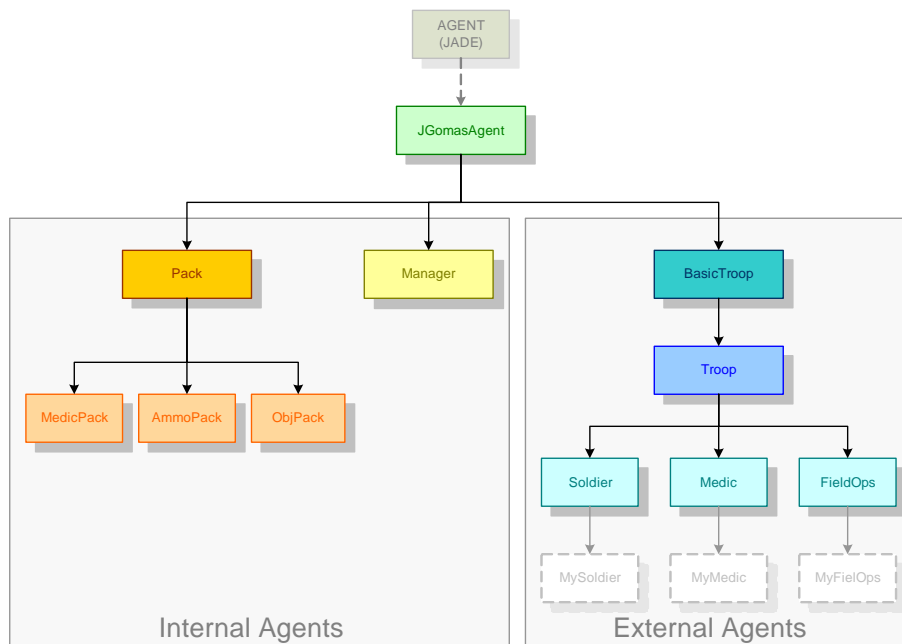 AGENT
(JADE)
JGomasAgent
Pack
Manager
BasicTroop
Troop
MedicPack
AmmoPack
ObjPack
Soldier
Medic
FieldOps
MySoldier
MyMedic
MyFielOps
Internal Agents
External Agents